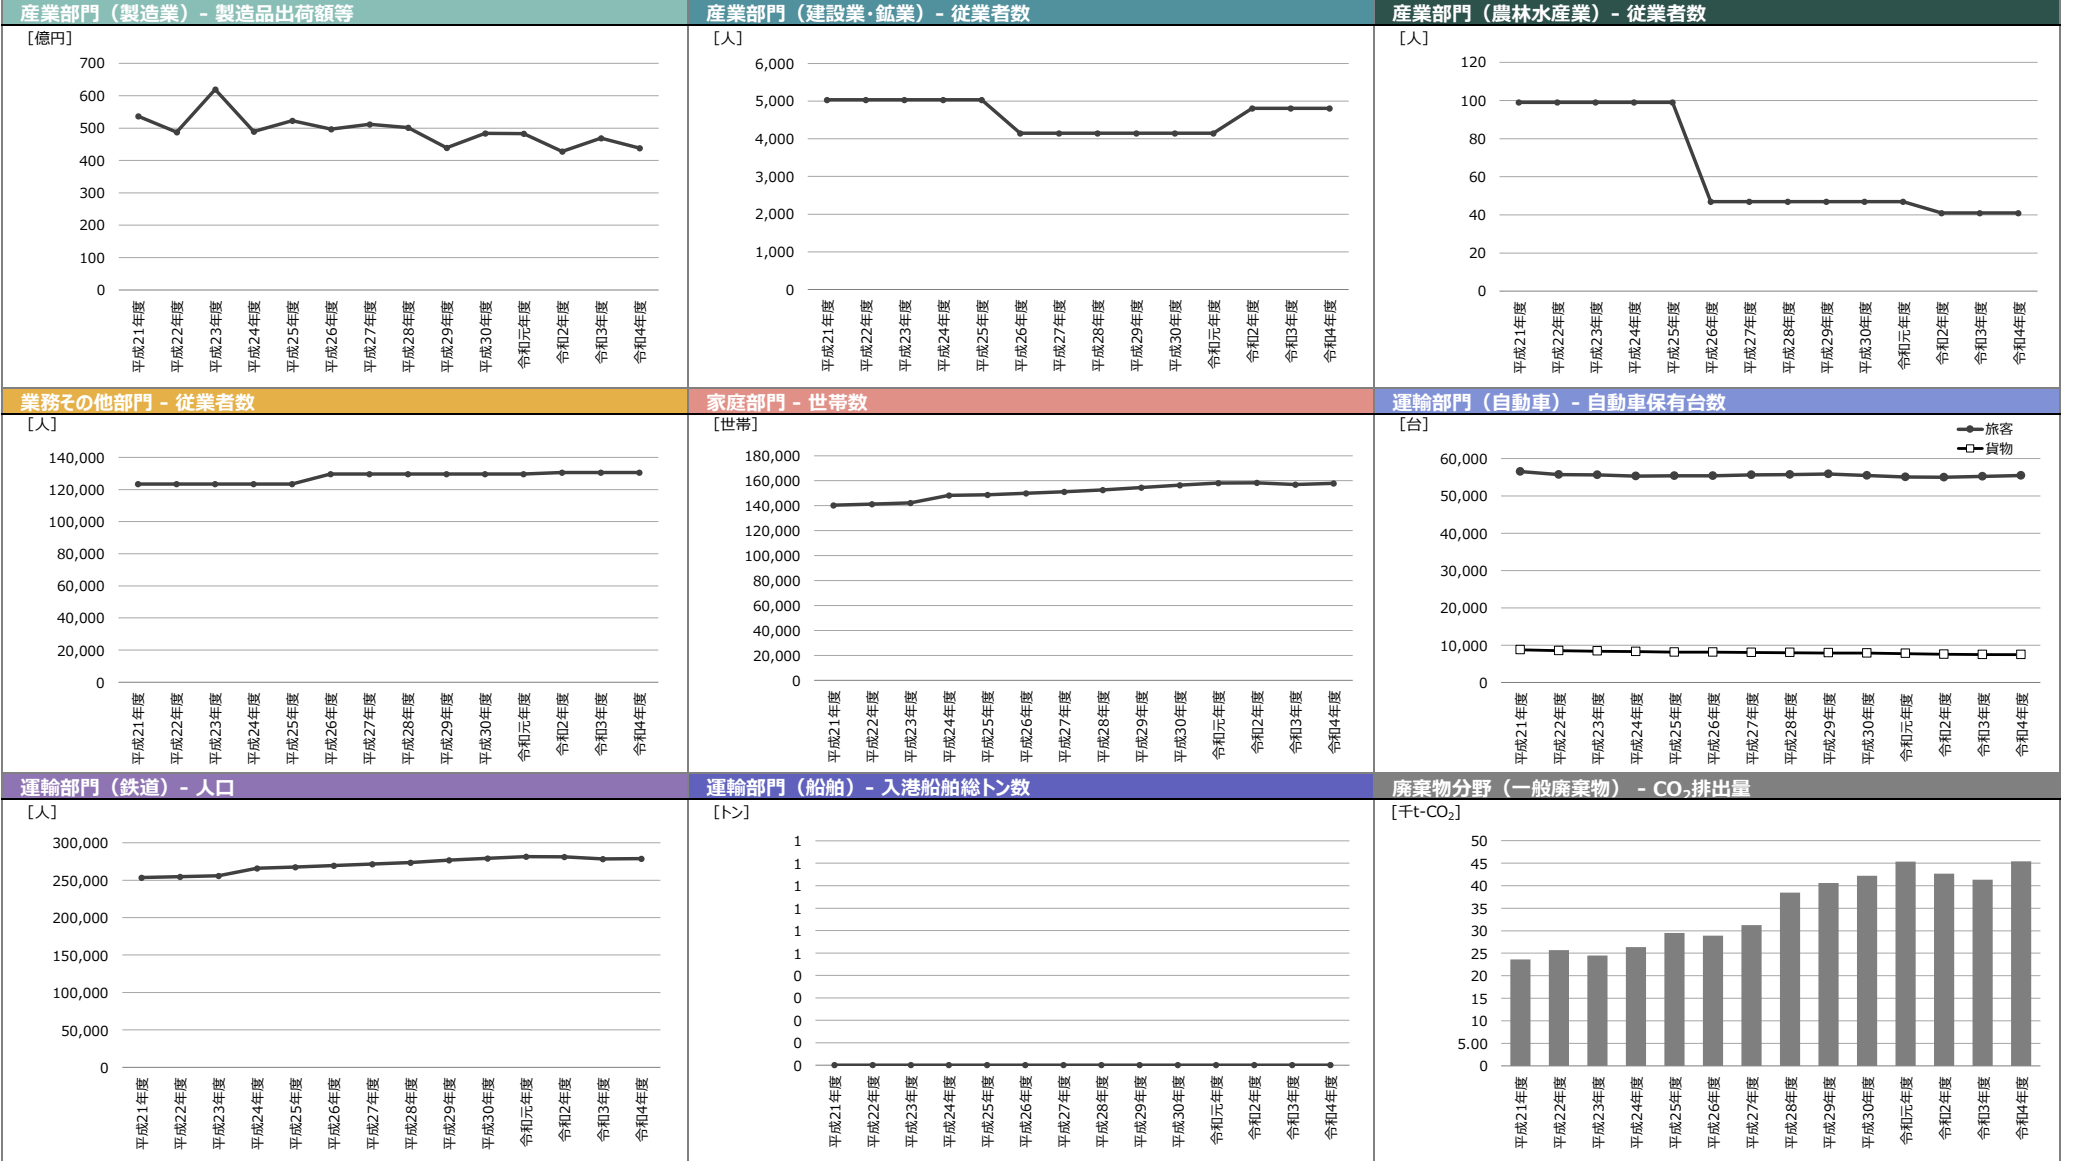 産業部門（製造業）- 製造品出荷額等
[億円]
700
600
500
400
300
200
100
0
平成21年度
平成22年度
平成23年度
平成24年度
平成25年度
平成26年度
平成27年度
平成28年度
平成29年度
平成30年度
令和元年度
令和2年度
令和3年度
令和4年度
産業部門（建設業・鉱業）- 従業者数
[人]
6,000
5,000
4,000
3,000
2,000
1,000
0
平成21年度
平成22年度
平成23年度
平成24年度
平成25年度
平成26年度
平成27年度
平成28年度
平成29年度
平成30年度
令和元年度
令和2年度
令和3年度
令和4年度
産業部門（農林水産業）- 従業者数
[人]
120
100
80
60
40
20
0
平成21年度
平成22年度
平成23年度
平成24年度
平成25年度
平成26年度
平成27年度
平成28年度
平成29年度
平成30年度
令和元年度
令和2年度
令和3年度
令和4年度
業務その他部門 - 従業者数
[人]
140,000
120,000
100,000
80,000
60,000
40,000
20,000
0
平成21年度
平成22年度
平成23年度
平成24年度
平成25年度
平成26年度
平成27年度
平成28年度
平成29年度
平成30年度
令和元年度
令和2年度
令和3年度
令和4年度
家庭部門 - 世帯数
[世帯]
180,000
160,000
140,000
120,000
100,000
80,000
60,000
40,000
20,000
0
平成21年度
平成22年度
平成23年度
平成24年度
平成25年度
平成26年度
平成27年度
平成28年度
平成29年度
平成30年度
令和元年度
令和2年度
令和3年度
令和4年度
運輸部門（自動車）- 自動車保有台数
[台]
旅客
貨物
60,000
50,000
40,000
30,000
20,000
10,000
0
平成21年度
平成22年度
平成23年度
平成24年度
平成25年度
平成26年度
平成27年度
平成28年度
平成29年度
平成30年度
令和元年度
令和2年度
令和3年度
令和4年度
運輸部門（鉄道）- 人口
[人]
300,000
250,000
200,000
150,000
100,000
50,000
0
平成21年度
平成22年度
平成23年度
平成24年度
平成25年度
平成26年度
平成27年度
平成28年度
平成29年度
平成30年度
令和元年度
令和2年度
令和3年度
令和4年度
運輸部門（船舶）- 入港船舶総トン数
[トン]
1
1
1
1
1
1
0
0
0
0
0
平成21年度
平成22年度
平成23年度
平成24年度
平成25年度
平成26年度
平成27年度
平成28年度
平成29年度
平成30年度
令和元年度
令和2年度
令和3年度
令和4年度
廃棄物分野（一般廃棄物） - CO₂排出量
[千t-CO₂]
50
45
40
35
30
25
20
15
10
5.00
0
平成21年度
平成22年度
平成23年度
平成24年度
平成25年度
平成26年度
平成27年度
平成28年度
平成29年度
平成30年度
令和元年度
令和2年度
令和3年度
令和4年度